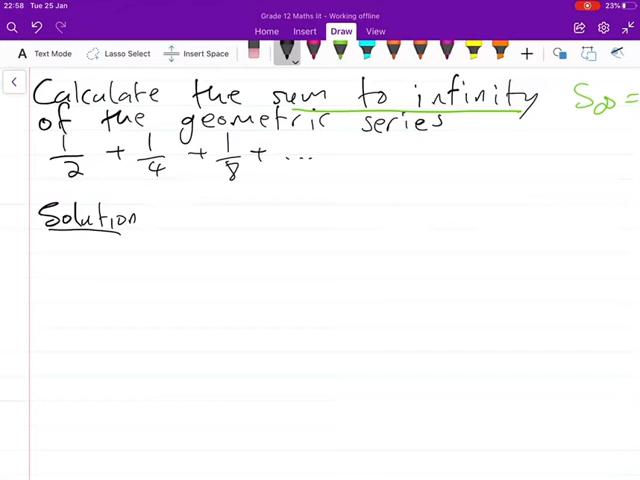 22:58 Tue 25 Jan
Grade 12 Maths lit - Working offline
23%
Home Insert Draw View
A Text Mode Lasso Select Insert Space
Calculate the sum to infinity S∞ =
of the geometric series
1/2 + 1/4 + 1/8 + ...
Solution